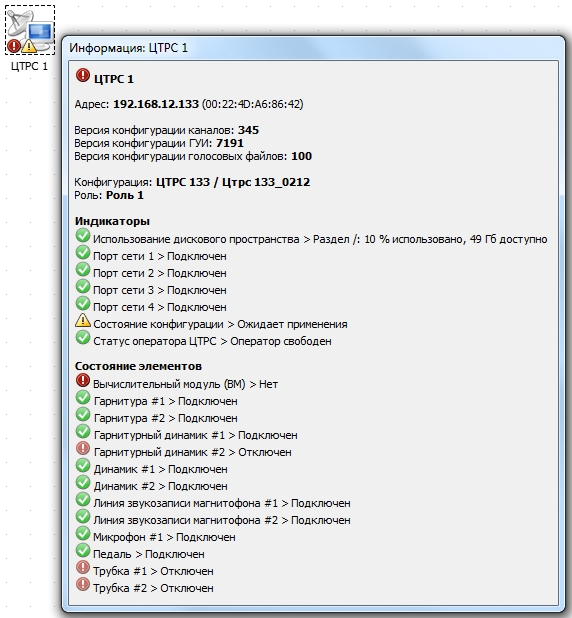 ЦТРС 1
Информация: ЦТРС 1
ЦТРС 1
Адрес: 192.168.12.133 (00:22:4D:A6:86:42)
Версия конфигурации каналов: 345
Версия конфигурации ГУИ: 7191
Версия конфигурации голосовых файлов: 100
Конфигурация: ЦТРС 133 / Цтрс 133_0212
Роль: Роль 1
Индикаторы
Использование дискового пространства > Раздел /: 10 % использовано, 49 Гб доступно
Порт сети 1 > Подключен
Порт сети 2 > Подключен
Порт сети 3 > Подключен
Порт сети 4 > Подключен
Состояние конфигурации > Ожидает применения
Статус оператора ЦТРС > Оператор свободен
Состояние элементов
Вычислительный модуль (ВМ) > Нет
Гарнитура #1 > Подключен
Гарнитура #2 > Подключен
Гарнитурный динамик #1 > Подключен
Гарнитурный динамик #2 > Отключен
Динамик #1 > Подключен
Динамик #2 > Подключен
Линия звукозаписи магнитофона #1 > Подключен
Линия звукозаписи магнитофона #2 > Подключен
Микрофон #1 > Подключен
Педаль > Подключен
Трубка #1 > Отключен
Трубка #2 > Отключен